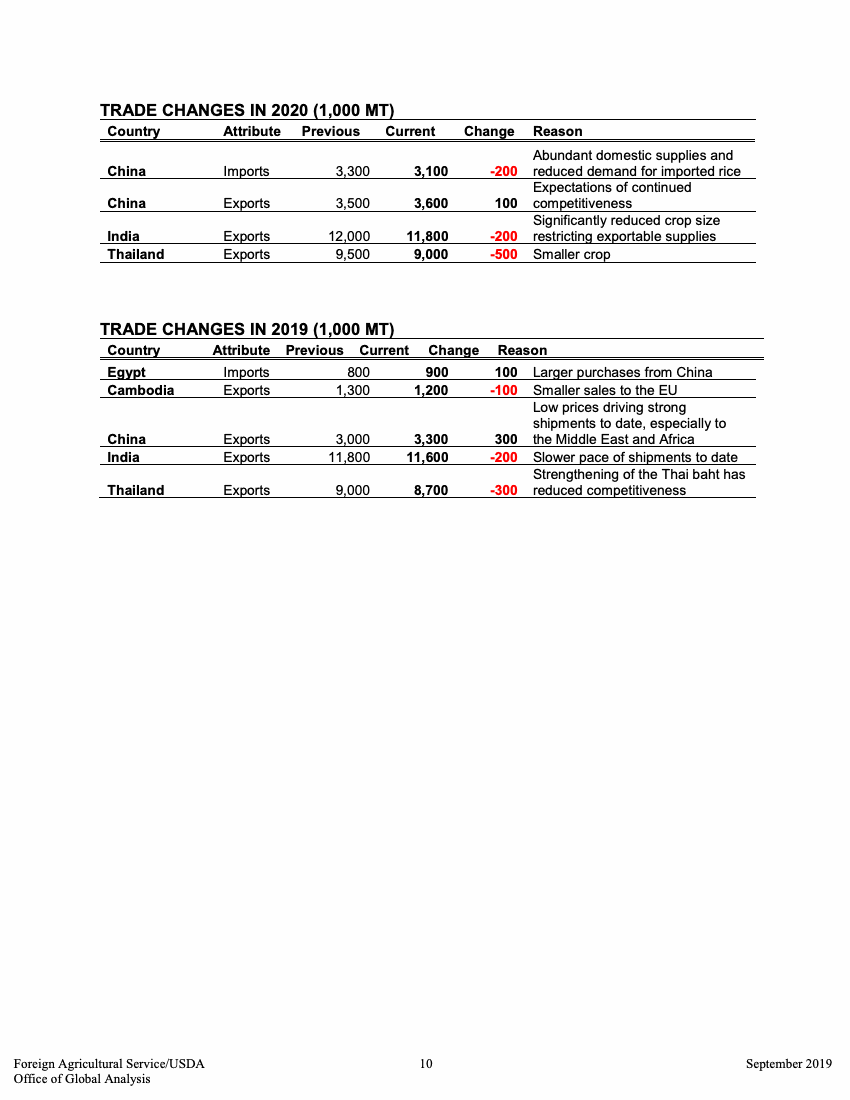 TRADE CHANGES IN 2020 (1,000 MT)
Country Attribute Previous Current Change Reason
Abundant domestic supplies and
China Imports 3,300 3,100 -200 reduced demand for imported rice
Expectations of continued
China Exports 3,500 3,600 100 competitiveness
Significantly reduced crop size
India Exports 12,000 11,800 -200 restricting exportable supplies
Thailand Exports 9,500 9,000 -500 Smaller crop
TRADE CHANGES IN 2019 (1,000 MT)
Country Attribute Previous Current Change Reason
Egypt Imports 800 900 100 Larger purchases from China
Cambodia Exports 1,300 1,200 -100 Smaller sales to the EU
Low prices driving strong
shipments to date, especially to
China Exports 3,000 3,300 300 the Middle East and Africa
India Exports 11,800 11,600 -200 Slower pace of shipments to date
Strengthening of the Thai baht has
Thailand Exports 9,000 8,700 -300 reduced competitiveness
Foreign Agricultural Service/USDA 10 September 2019
Office of Global Analysis